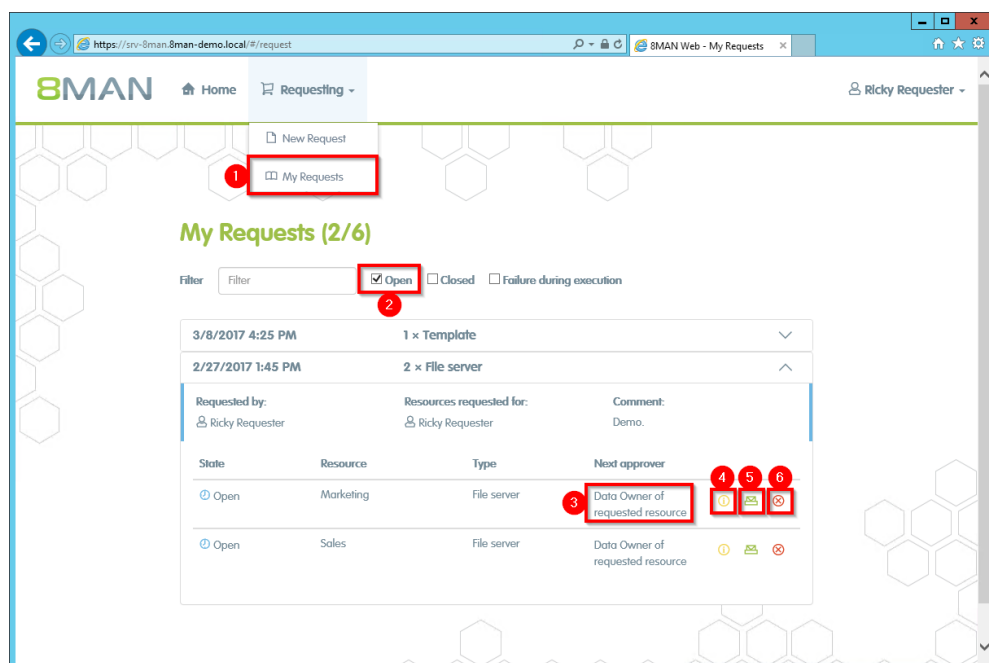 https://srv-8man.8man-demo.local/#/request
8MAN Web - My Requests
8MAN
Home
Requesting
Ricky Requester
New Request
1
My Requests
My Requests (2/6)
Filter
Filter
Open
Closed
Failure during execution
2
3/8/2017 4:25 PM
1 × Template
2/27/2017 1:45 PM
2 × File server
Requested by:
Resources requested for:
Comment:
Ricky Requester
Ricky Requester
Demo.
State
Resource
Type
Next approver
4
5
6
Open
Marketing
File server
3
Data Owner of
requested resource
Open
Sales
File server
Data Owner of
requested resource